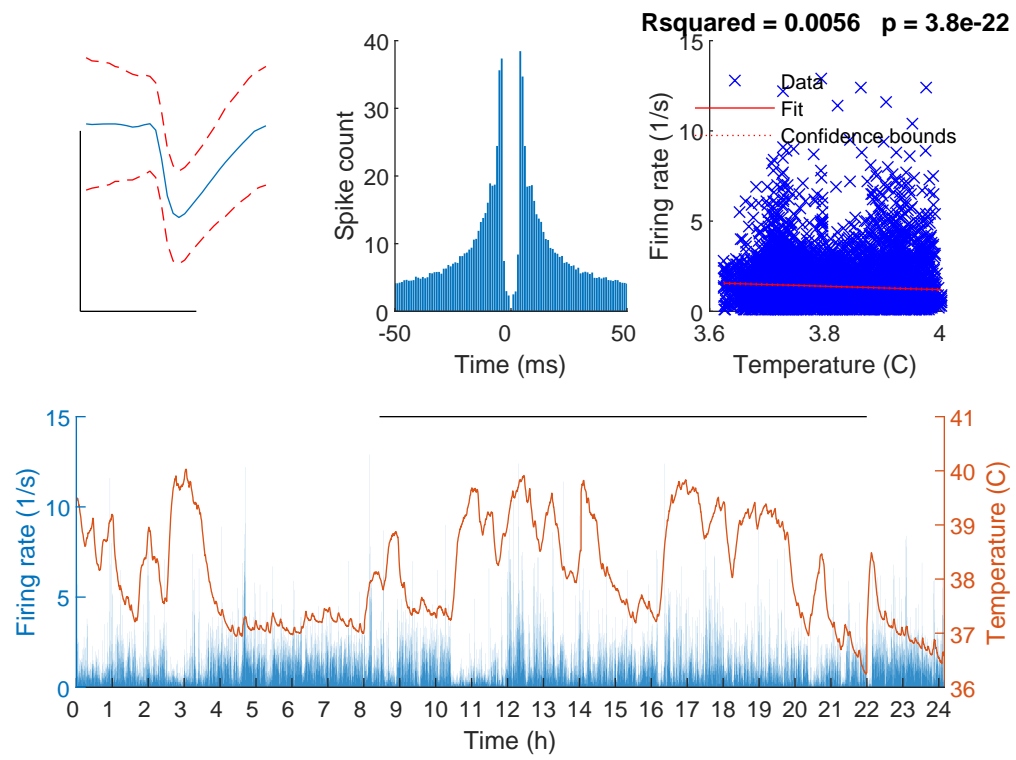 Rsquared = 0.0056 p = 3.8e-22
40
30
20
10
0
Spike count
-50
0
50
Time (ms)
15
10
5
0
Firing rate (1/s)
Data
Fit
Confidence bounds
3.6
3.8
4
Temperature (C)
15
10
5
0
Firing rate (1/s)
41
40
39
38
37
36
Temperature (C)
0 1 2 3 4 5 6 7 8 9 10 11 12 13 14 15 16 17 18 19 20 21 22 23 24
Time (h)